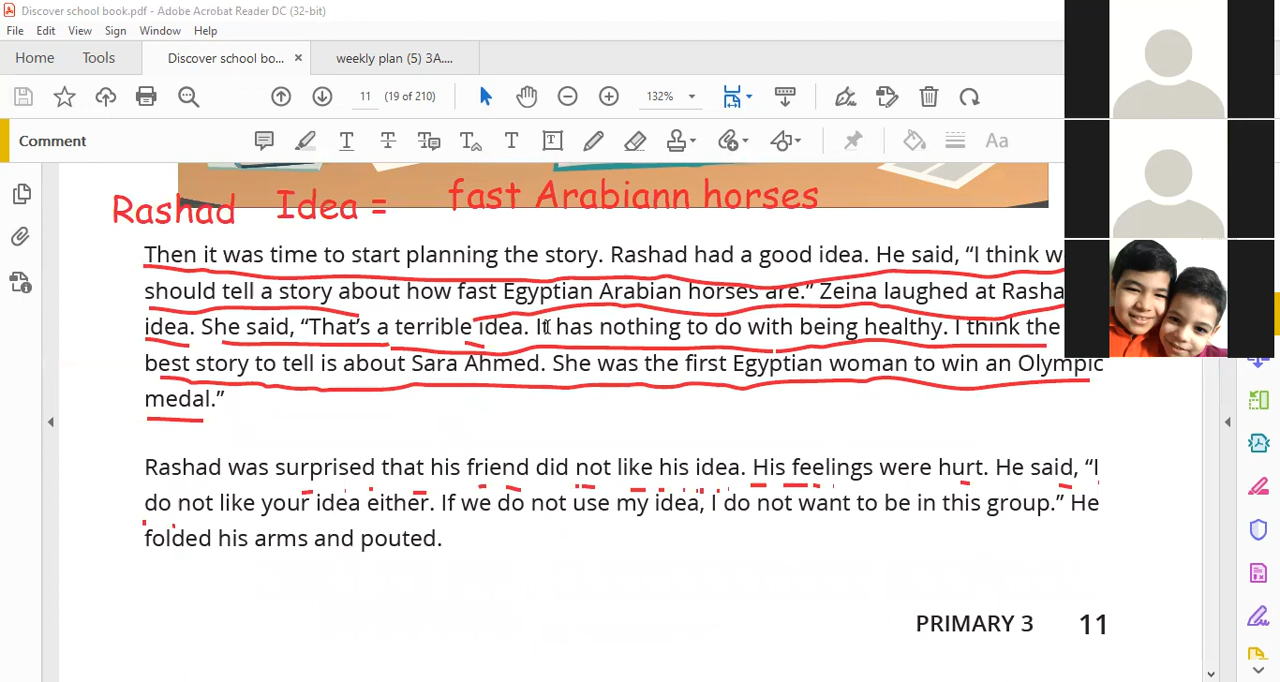 Discover school book.pdf - Adobe Acrobat Reader DC (32-bit)
File Edit View Sign Window Help
Home Tools Discover school bo... × weekly plan (5) 3A....
11 (19 of 210) 132%
Comment
Aa
Rashad Idea = fast Arabiann horses
Then it was time to start planning the story. Rashad had a good idea. He said, “I think
should tell a story about how fast Egyptian Arabian horses are.” Zeina laughed at
idea. She said, “That’s a terrible idea. It has nothing to do with being healthy. I think the
best story to tell is about Sara Ahmed. She was the first Egyptian woman to win an Olympic
medal.”
Rashad was surprised that his friend did not like his idea. His feelings were hurt. He said, “I
do not like your idea either. If we do not use my idea, I do not want to be in this group.” He
folded his arms and pouted.
PRIMARY 3 11